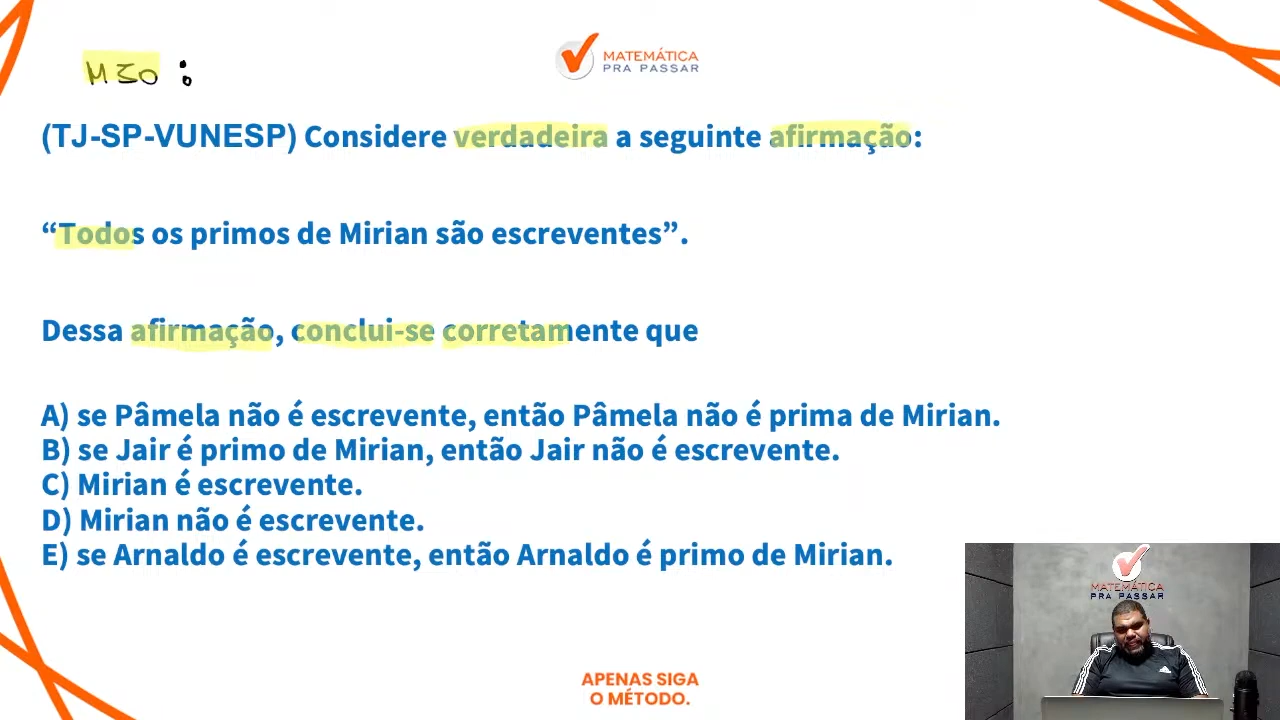 M50 :
MATEMÁTICA
PRA PASSAR
(TJ-SP-VUNESP) Considere verdadeira a seguinte afirmação:
“Todos os primos de Mirian são escreventes”.
Dessa afirmação, conclui-se corretamente que
A) se Pâmela não é escrevente, então Pâmela não é prima de Mirian.
B) se Jair é primo de Mirian, então Jair não é escrevente.
C) Mirian é escrevente.
D) Mirian não é escrevente.
E) se Arnaldo é escrevente, então Arnaldo é primo de Mirian.
MATEMÁTICA
PRA PASSAR
adidas
APENAS SIGA
O MÉTODO.